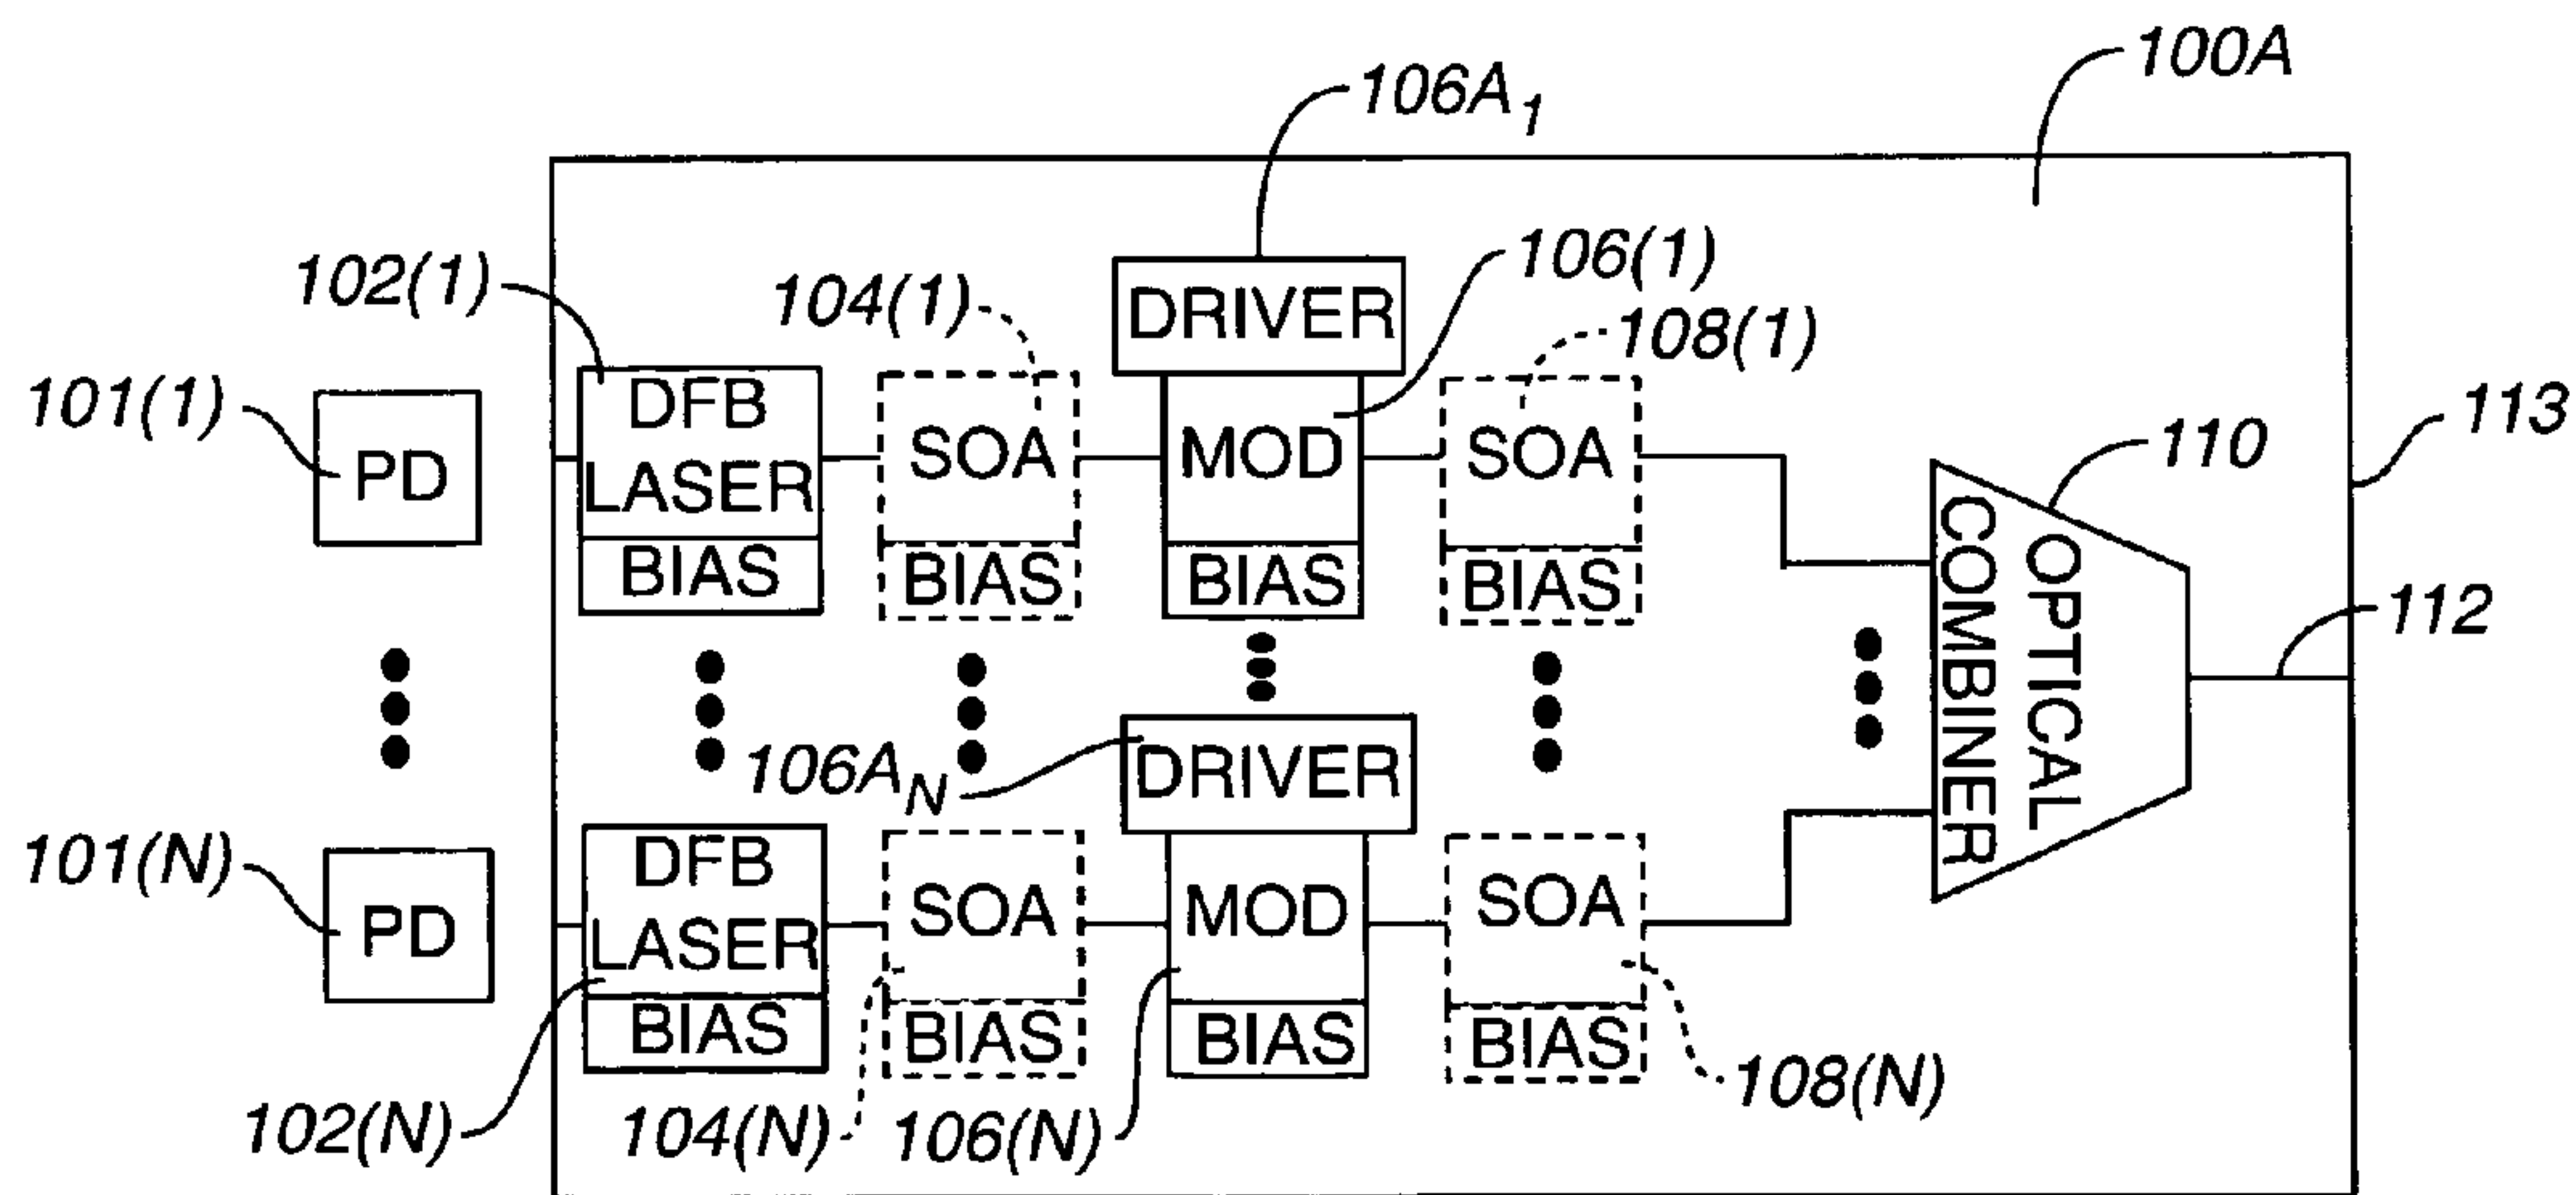 100A
106A1
106(1)
102(1)
104(1)
DRIVER
108(1)
101(1)
PD
DFB
LASER
BIAS
SOA
BIAS
MOD
BIAS
SOA
BIAS
113
110
OPTICAL
COMBINER
112
106AN
DRIVER
101(N)
PD
DFB
LASER
BIAS
SOA
BIAS
MOD
BIAS
SOA
BIAS
102(N)
104(N)
106(N)
108(N)